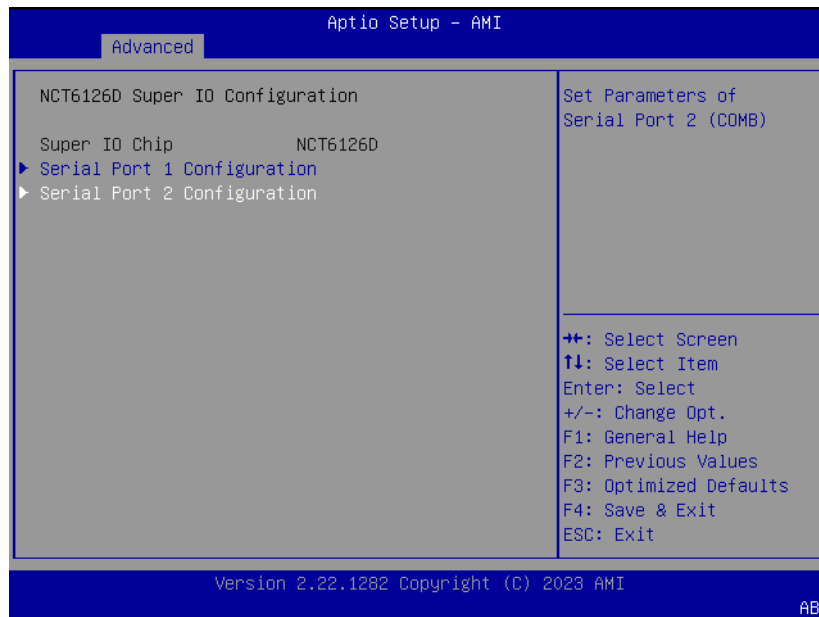 Aptio Setup – AMI
Advanced
NCT6126D Super IO Configuration
Super IO Chip NCT6126D
Serial Port 1 Configuration
Serial Port 2 Configuration
Set Parameters of
Serial Port 2 (COMB)
→←: Select Screen
↑↓: Select Item
Enter: Select
+/-: Change Opt.
F1: General Help
F2: Previous Values
F3: Optimized Defaults
F4: Save & Exit
ESC: Exit
Version 2.22.1282 Copyright (C) 2023 AMI
AB